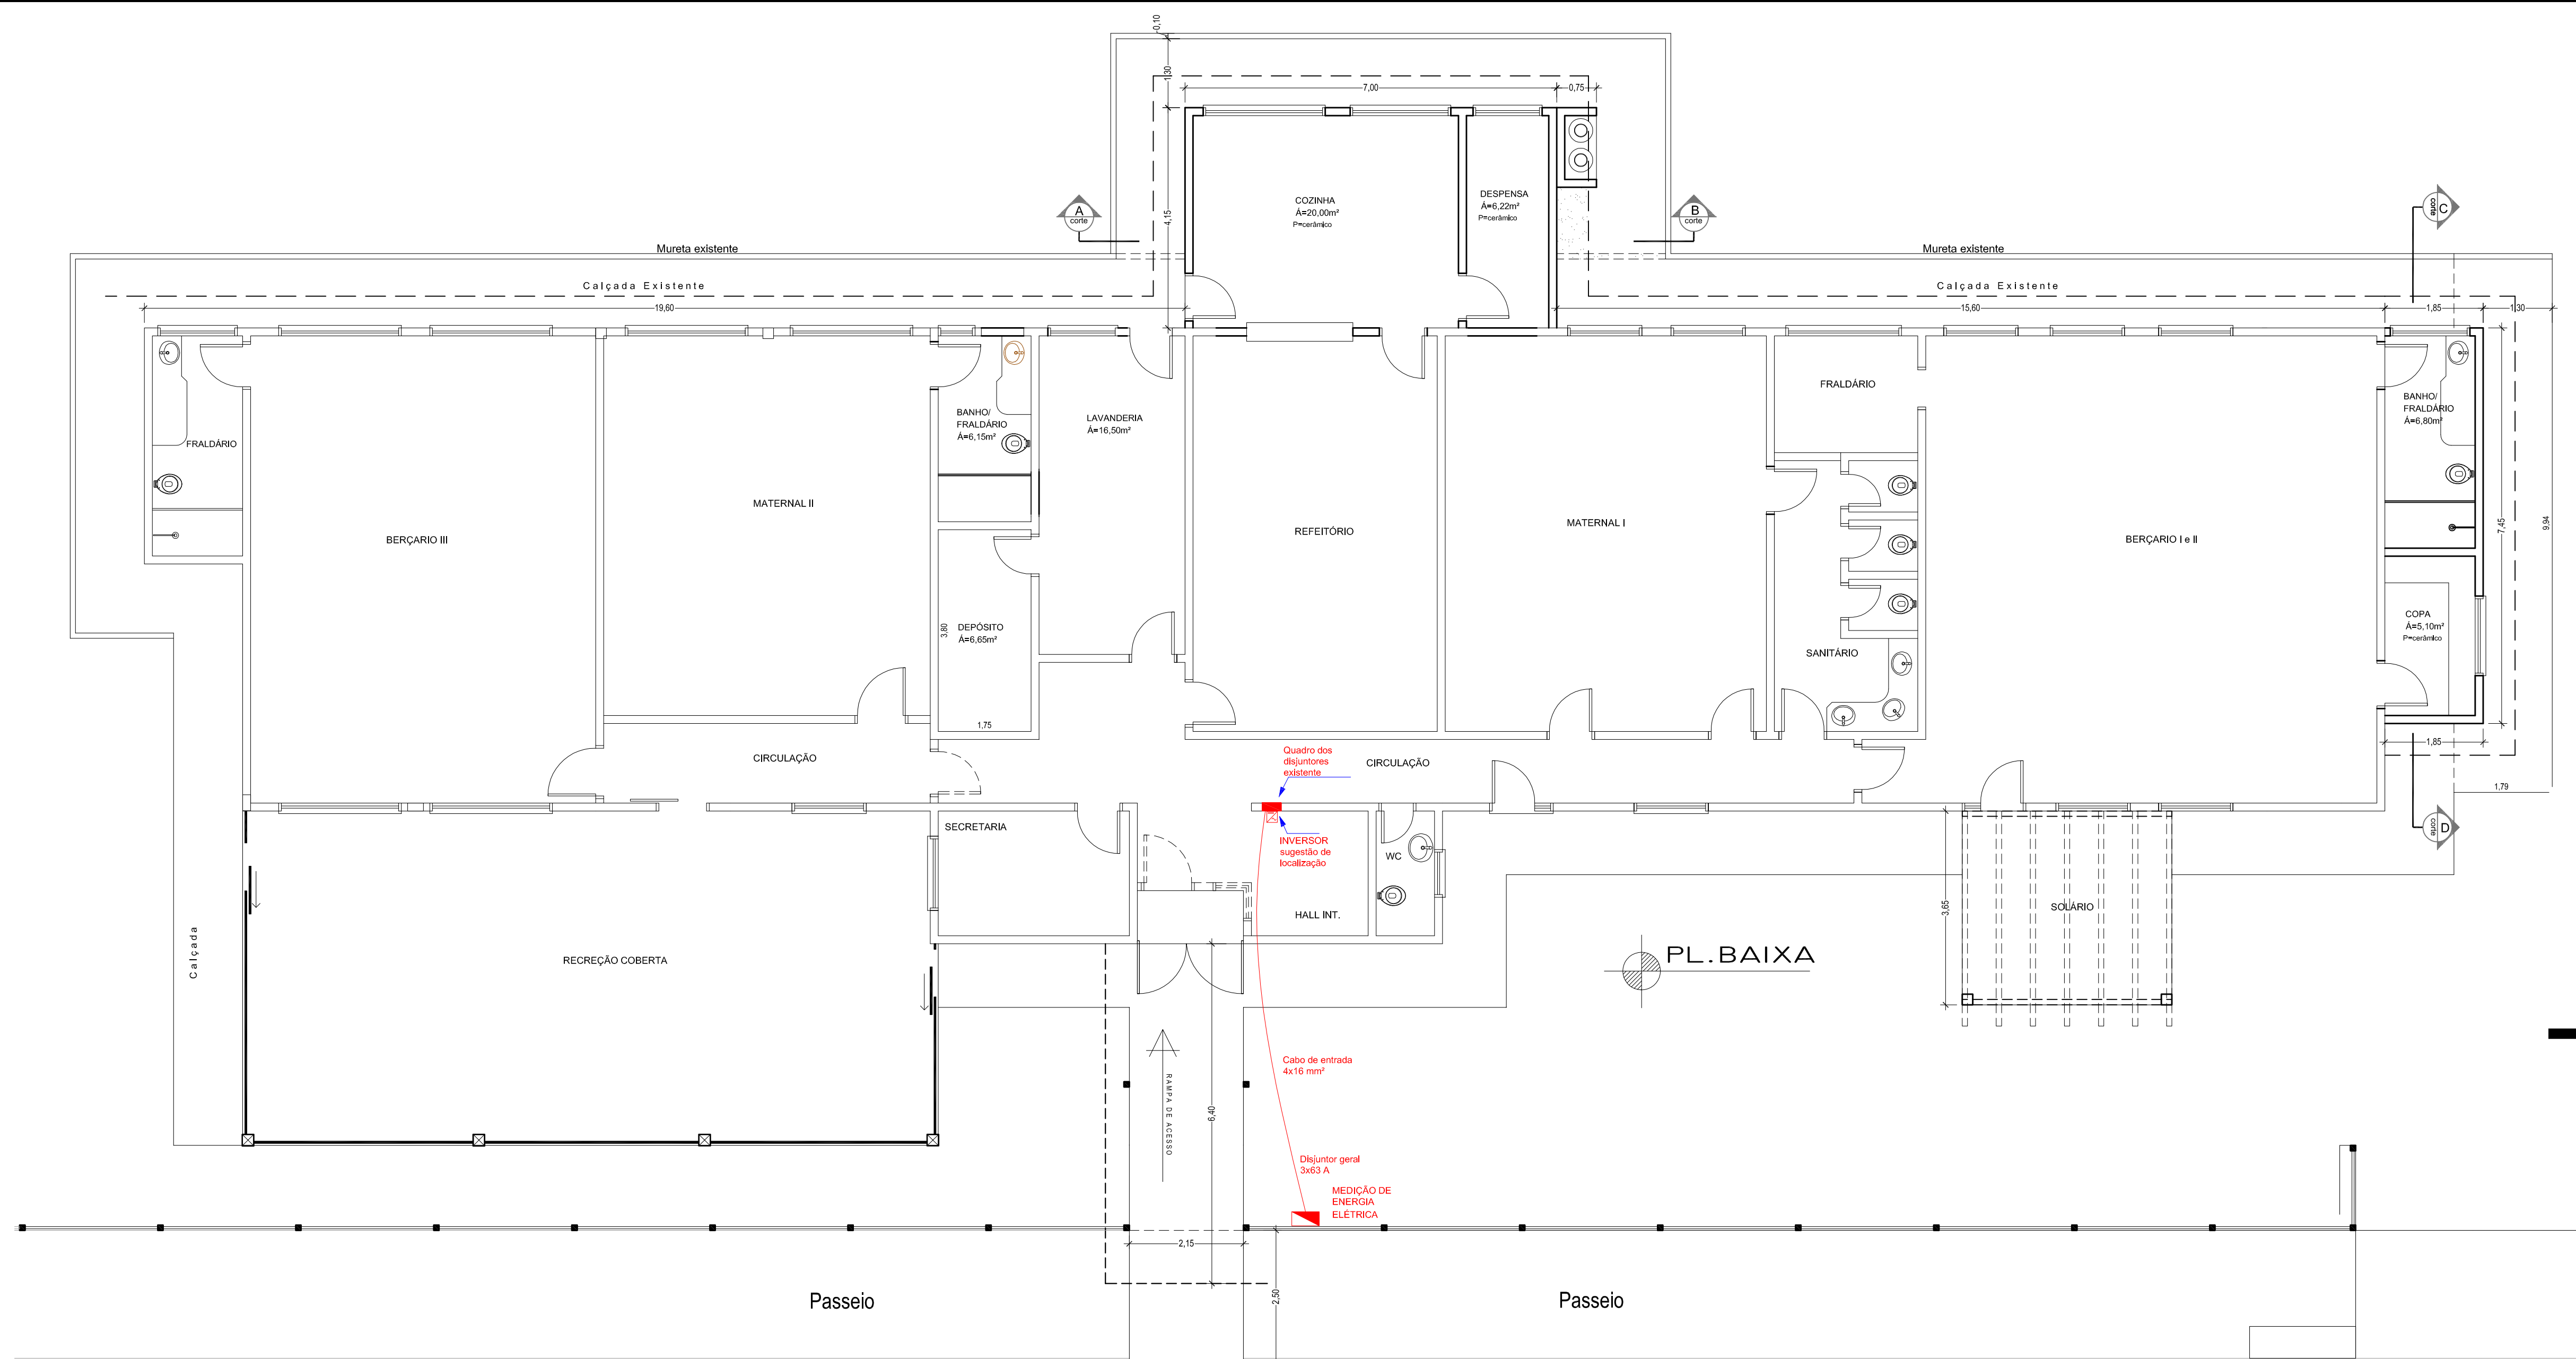 0,10
1,30
7,00
0,75
COZINHA
Á=20,00m²
P=cerâmico
DESPENSA
Á=6,22m²
P=cerâmico
A
corte
B
corte
corte
C
4,15
Mureta existente
Mureta existente
Calçada Existente
Calçada Existente
19,60
15,60
1,85
1,30
FRALDÁRIO
BERÇARIO III
MATERNAL II
BANHO/
FRALDÁRIO
Á=6,15m²
LAVANDERIA
Á=16,50m²
REFEITÓRIO
MATERNAL I
FRALDÁRIO
BERÇARIO I e II
BANHO/
FRALDÁRIO
Á=6,80m²
7,45
9,94
DEPÓSITO
Á=6,65m²
3,80
1,75
SANITÁRIO
COPA
Á=5,10m²
P=cerâmico
CIRCULAÇÃO
Quadro dos
disjuntores
existente
CIRCULAÇÃO
1,85
1,79
SECRETARIA
INVERSOR
sugestão de
localização
WC
corte
D
HALL INT.
SOLÁRIO
3,65
Calçada
RECREÇÃO COBERTA
PL.BAIXA
Cabo de entrada
4x16 mm²
RAMPA DE ACESSO
6,40
Disjuntor geral
3x63 A
MEDIÇÃO DE
ENERGIA
ELÉTRICA
2,15
2,50
Passeio
Passeio